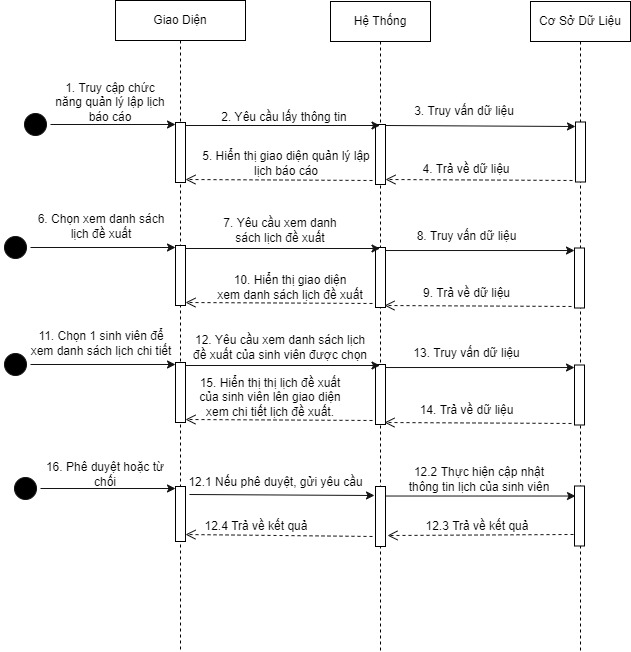 Giao Diện
Hệ Thống
Cơ Sở Dữ Liệu
1. Truy cập chức
năng quản lý lập lịch
báo cáo
2. Yêu cầu lấy thông tin
3. Truy vấn dữ liệu
4. Trả về dữ liệu
5. Hiển thị giao diện quản lý lập
lịch báo cáo
6. Chọn xem danh sách
lịch đề xuất
7. Yêu cầu xem danh
sách lịch đề xuất
8. Truy vấn dữ liệu
9. Trả về dữ liệu
10. Hiển thị giao diện
xem danh sách lịch đề xuất
11. Chọn 1 sinh viên để
xem danh sách lịch chi tiết
12. Yêu cầu xem danh sách lịch
đề xuất của sinh viên được chọn
13. Truy vấn dữ liệu
14. Trả về dữ liệu
15. Hiển thị thị lịch đề xuất
của sinh viên lên giao diện
xem chi tiết lịch đề xuất.
16. Phê duyệt hoặc từ
chối
12.1 Nếu phê duyệt, gửi yêu cầu
12.2 Thực hiện cập nhật
thông tin lịch của sinh viên
12.3 Trả về kết quả
12.4 Trả về kết quả